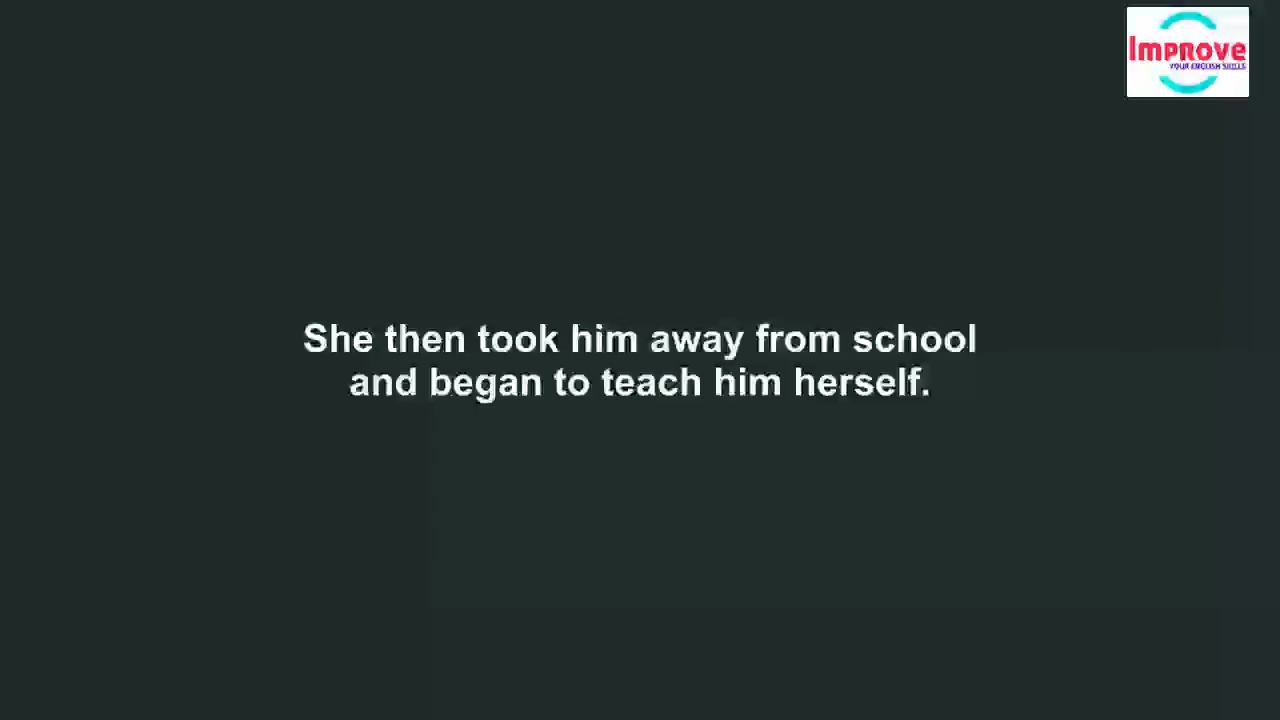 Improve
YOUR ENGLISH SKILLS
She then took him away from school
and began to teach him herself.